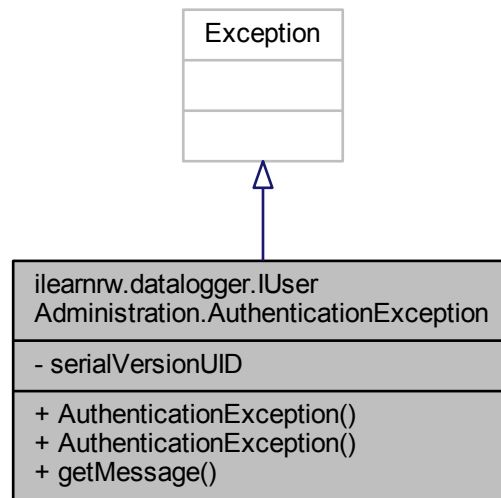 Exception
ilearnrw.datalogger.IUser
Administration.AuthenticationException
- serialVersionUID
+ AuthenticationException()
+ AuthenticationException()
+ getMessage()